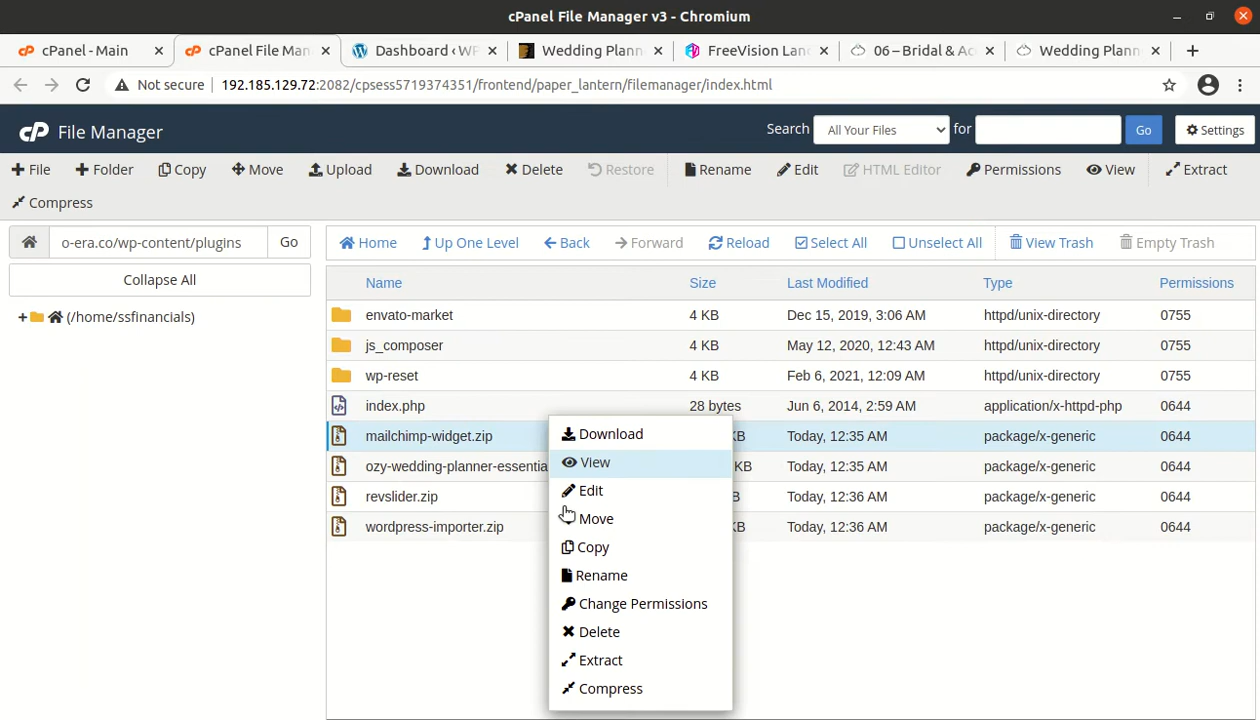 cPanel File Manager v3 - Chromium
cPanel - Main
cPanel File Man
Dashboard ‹ WP
Wedding Plann
FreeVision Lan
06 – Bridal & Ac
Wedding Plann
Not secure 192.185.129.72:2082/cpsess5719374351/frontend/paper_lantern/filemanager/index.html
cP File Manager
Search All Your Files for Go Settings
File Folder Copy Move Upload Download Delete Restore Rename Edit HTML Editor Permissions View Extract
Compress
o-era.co/wp-content/plugins Go
Home Up One Level Back Forward Reload Select All Unselect All View Trash Empty Trash
Collapse All
(/home/ssfinancials)
Name Size Last Modified Type Permissions
envato-market 4 KB Dec 15, 2019, 3:06 AM httpd/unix-directory 0755
js_composer 4 KB May 12, 2020, 12:43 AM httpd/unix-directory 0755
wp-reset 4 KB Feb 6, 2021, 12:09 AM httpd/unix-directory 0755
index.php 28 bytes Jun 6, 2014, 2:59 AM application/x-httpd-php 0644
mailchimp-widget.zip KB Today, 12:35 AM package/x-generic 0644
ozy-wedding-planner-essentia KB Today, 12:35 AM package/x-generic 0644
revslider.zip B Today, 12:36 AM package/x-generic 0644
wordpress-importer.zip KB Today, 12:36 AM package/x-generic 0644
Download
View
Edit
Move
Copy
Rename
Change Permissions
Delete
Extract
Compress